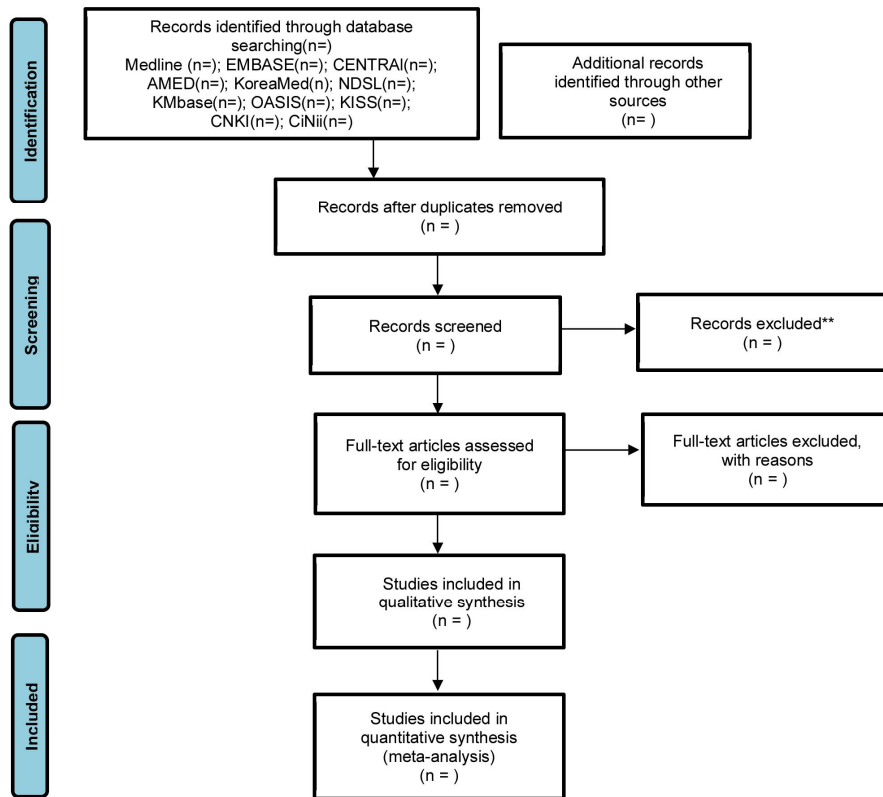 Identification
Records identified through database
searching(n=)
Medline (n=); EMBASE(n=); CENTRAl(n=);
AMED(n=); KoreaMed(n); NDSL(n=);
KMbase(n=); OASIS(n=); KISS(n=);
CNKI(n=); CiNii(n=)
Additional records
identified through other
sources
(n= )
Records after duplicates removed
(n = )
Screening
Records screened
(n = )
Records excluded**
(n = )
Eligibility
Full-text articles assessed
for eligibility
(n = )
Full-text articles excluded,
with reasons
(n = )
Studies included in
qualitative synthesis
(n = )
Included
Studies included in
quantitative synthesis
(meta-analysis)
(n = )